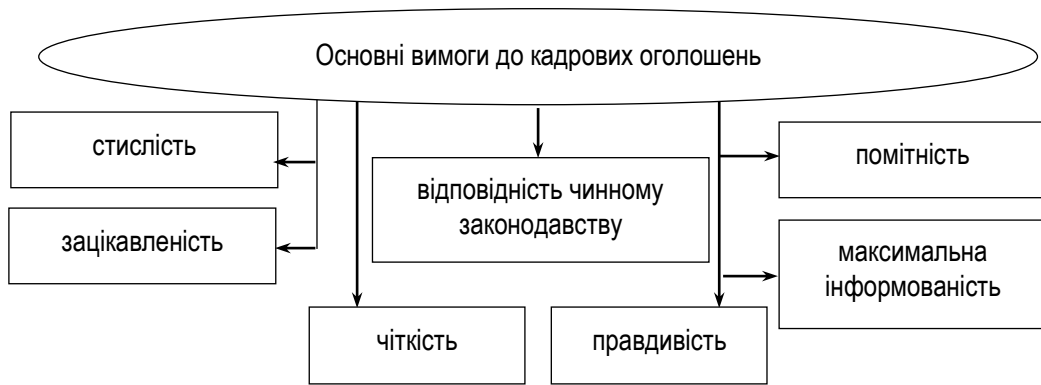 Основні вимоги до кадрових оголошень
стислість
помітність
відповідність чинному
законодавству
зацікавленість
максимальна
інформованість
чіткість
правдивість